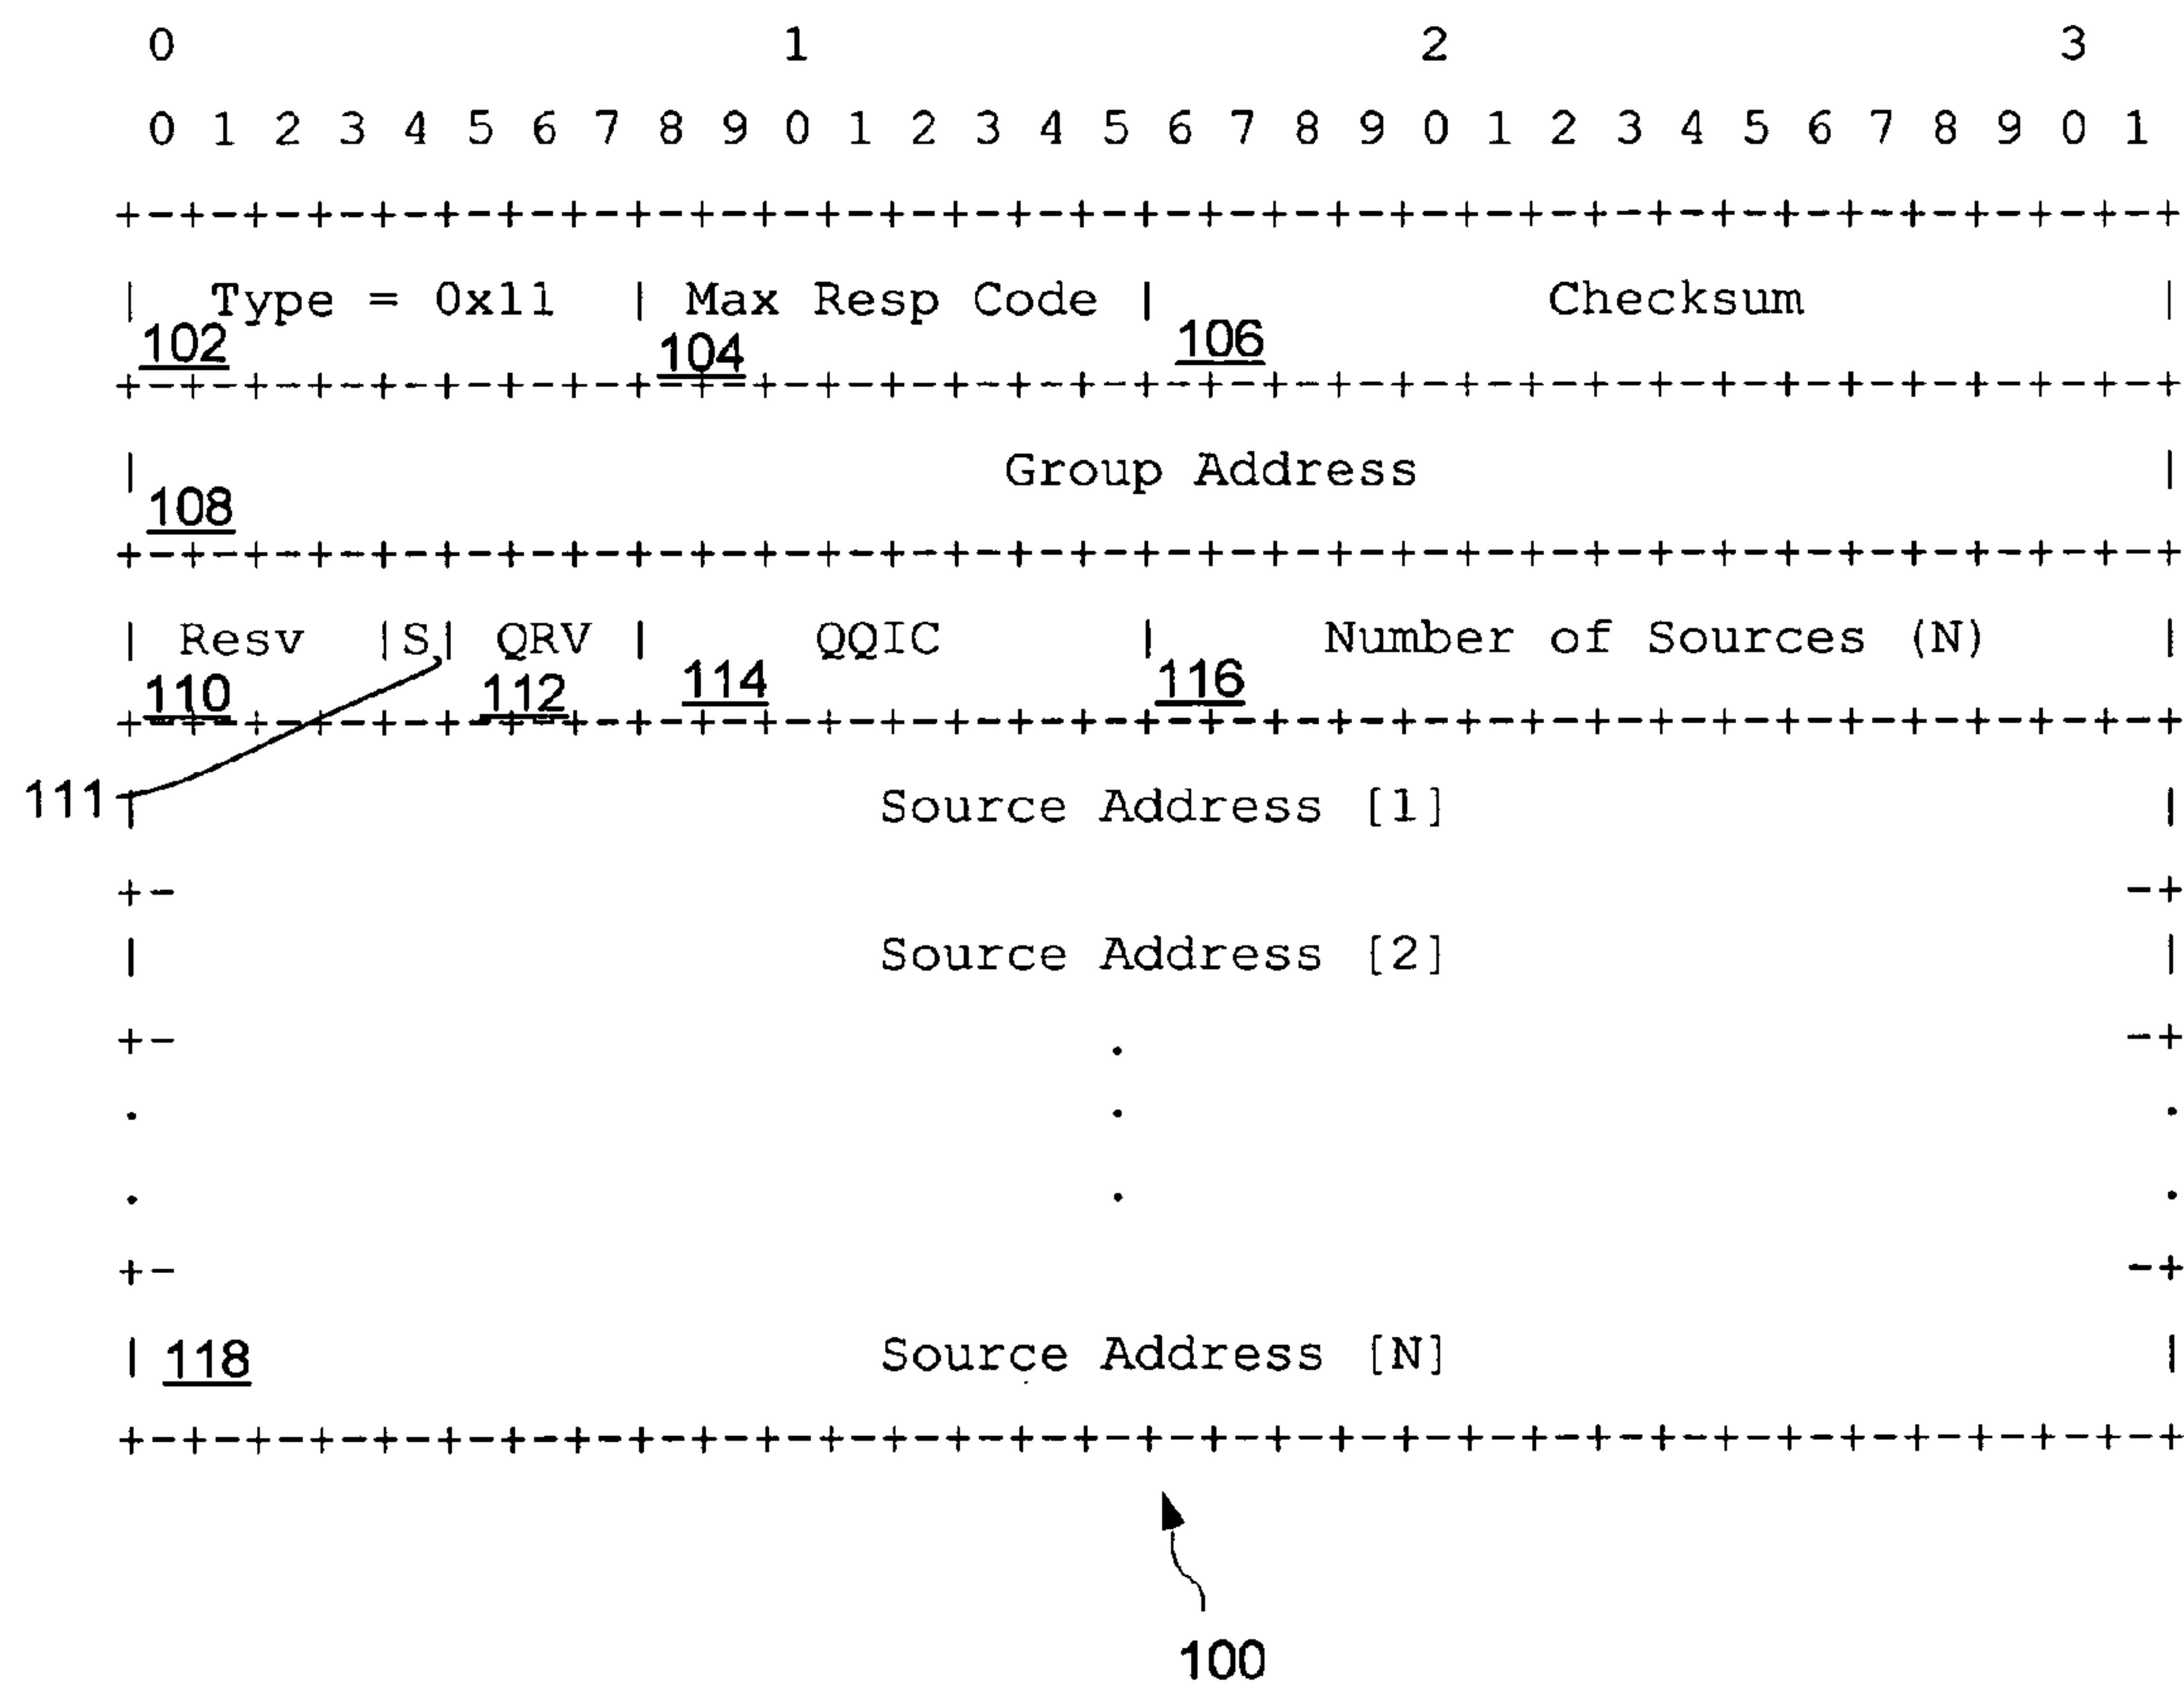 0 1 2 3
0 1 2 3 4 5 6 7 8 9 0 1 2 3 4 5 6 7 8 9 0 1 2 3 4 5 6 7 8 9 0 1
+-+-+-+-+-+-+-+-+-+-+-+-+-+-+-+-+-+-+-+-+-+-+-+-+-+-+-+-+-+-+-+-+
| Type = 0x11 | Max Resp Code | Checksum |
102 104 106
+-+-+-+-+-+-+-+-+-+-+-+-+-+-+-+-+-+-+-+-+-+-+-+-+-+-+-+-+-+-+-+-+
| Group Address |
108
+-+-+-+-+-+-+-+-+-+-+-+-+-+-+-+-+-+-+-+-+-+-+-+-+-+-+-+-+-+-+-+-+
| Resv |S| QRV | QQIC | Number of Sources (N) |
110 112 114 116
+-+-+-+-+-+-+-+-+-+-+-+-+-+-+-+-+-+-+-+-+-+-+-+-+-+-+-+-+-+-+-+-+
111 | Source Address [1] |
+- -+
| Source Address [2] |
+- . -+
. . .
. . .
+- -+
| 118 Source Address [N] |
+-+-+-+-+-+-+-+-+-+-+-+-+-+-+-+-+-+-+-+-+-+-+-+-+-+-+-+-+-+-+-+-+
100